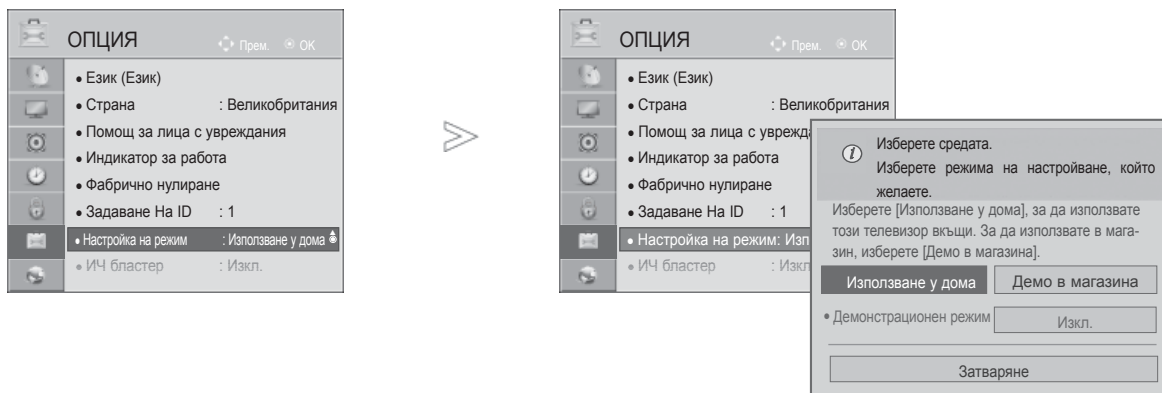 ОПЦИЯ
Прем. OK
• Език (Език)
• Страна : Великобритания
• Помощ за лица с увреждания
• Индикатор за работа
• Фабрично нулиране
• Задаване На ID : 1
• Настройка на режим : Използване у дома
• ИЧ бластер : Изкл.
ОПЦИЯ
Прем. OK
• Език (Език)
• Страна : Великобритания
• Помощ за лица с уврежд
• Индикатор за работа
• Фабрично нулиране
• Задаване На ID : 1
• Настройка на режим: Изп
• ИЧ бластер : Изкл
Изберете средата.
Изберете режима на настройване, който
желаете.
Изберете [Използване у дома], за да използвате
този телевизор вкъщи. За да използвате в мага-
зин, изберете [Демо в магазина].
Използване у дома Демо в магазина
• Демонстрационен режим Изкл.
Затваряне